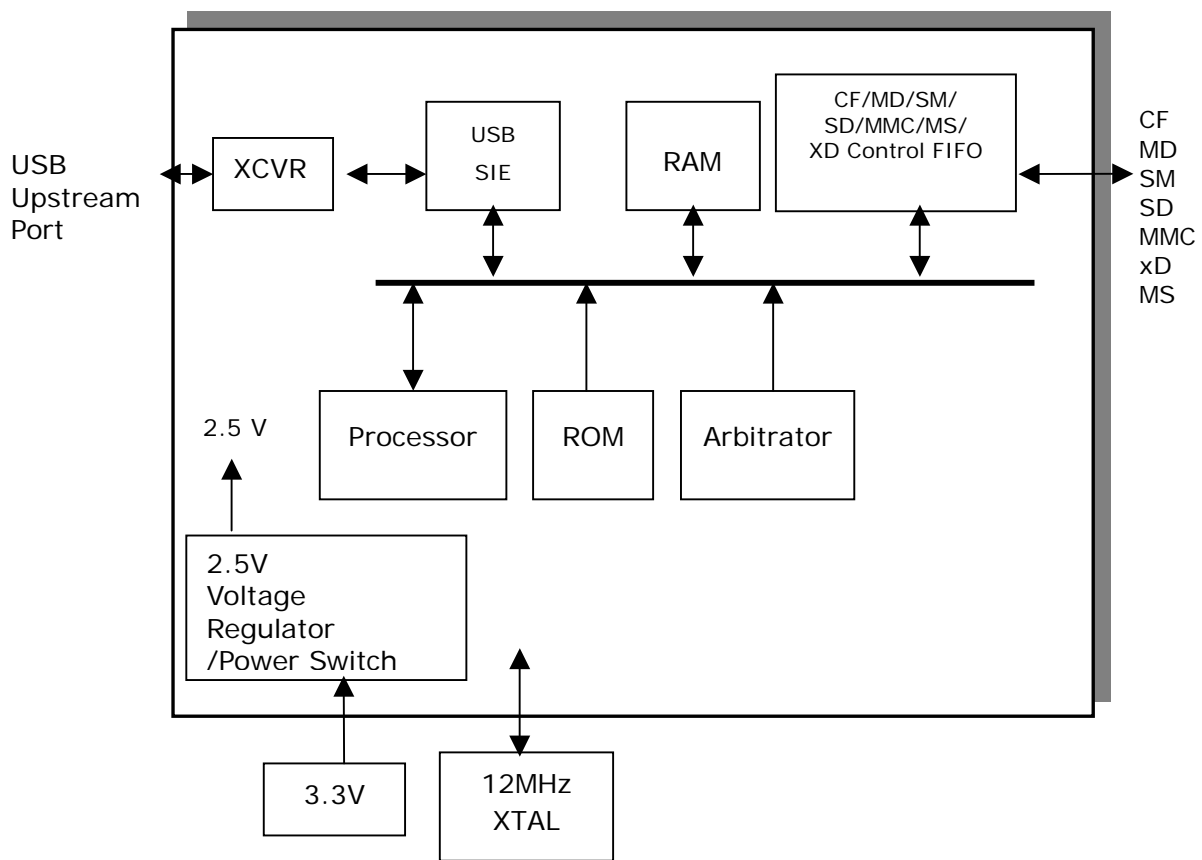 USB
Upstream
Port
XCVR
USB
SIE
RAM
CF/MD/SM/
SD/MMC/MS/
XD Control FIFO
CF
MD
SM
SD
MMC
xD
MS
Processor
ROM
Arbitrator
2.5 V
2.5V
Voltage
Regulator
/Power Switch
3.3V
12MHz
XTAL